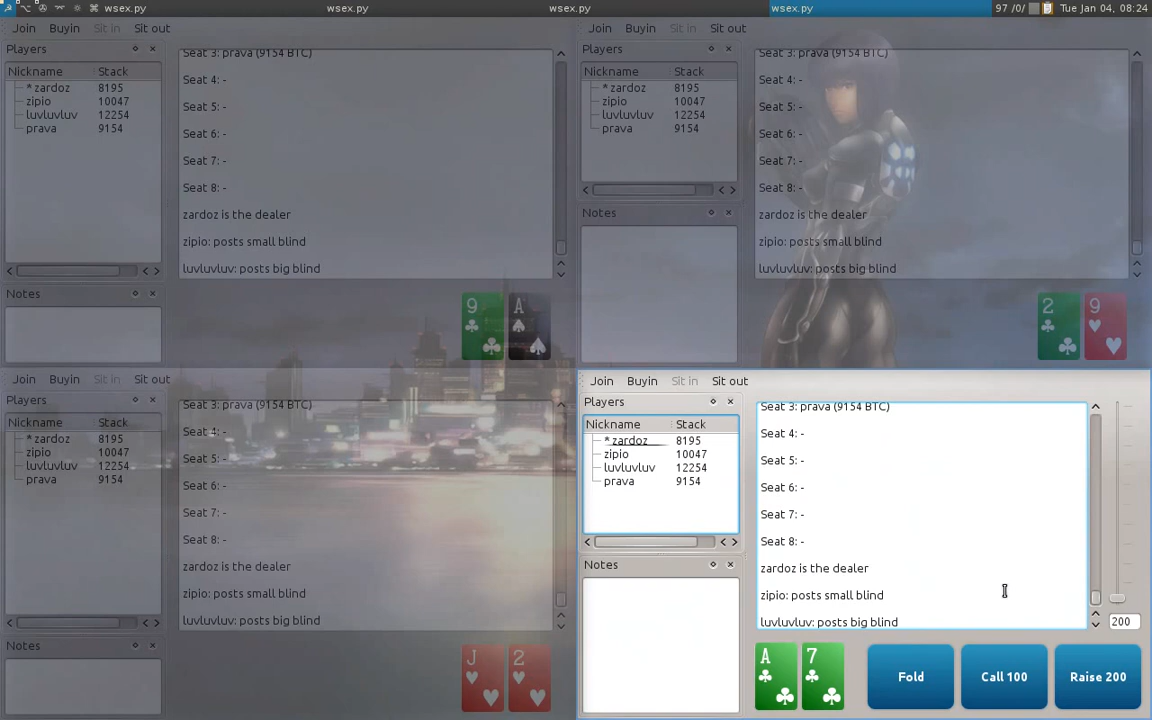 wsex.py wsex.py wsex.py wsex.py 97 /0/ Tue Jan 04, 08:24
Join Buyin Sit in Sit out
Players
Nickname Stack
* zardoz 8195
zipio 10047
luvluvluv 12254
prava 9154
Notes
Seat 3: prava (9154 BTC)
Seat 4: -
Seat 5: -
Seat 6: -
Seat 7: -
Seat 8: -
zardoz is the dealer
zipio: posts small blind
luvluvluv: posts big blind
9 A
Join Buyin Sit in Sit out
Players
Nickname Stack
* zardoz 8195
zipio 10047
luvluvluv 12254
prava 9154
Notes
Seat 3: prava (9154 BTC)
Seat 4: -
Seat 5: -
Seat 6: -
Seat 7: -
Seat 8: -
zardoz is the dealer
zipio: posts small blind
luvluvluv: posts big blind
2 9
Join Buyin Sit in Sit out
Players
Nickname Stack
* zardoz 8195
zipio 10047
luvluvluv 12254
prava 9154
Notes
Seat 3: prava (9154 BTC)
Seat 4: -
Seat 5: -
Seat 6: -
Seat 7: -
Seat 8: -
zardoz is the dealer
zipio: posts small blind
luvluvluv: posts big blind
J 2
Join Buyin Sit in Sit out
Players
Nickname Stack
* zardoz 8195
zipio 10047
luvluvluv 12254
prava 9154
Notes
Seat 3: prava (9154 BTC)
Seat 4: -
Seat 5: -
Seat 6: -
Seat 7: -
Seat 8: -
zardoz is the dealer
zipio: posts small blind
luvluvluv: posts big blind
200
A 7
Fold Call 100 Raise 200